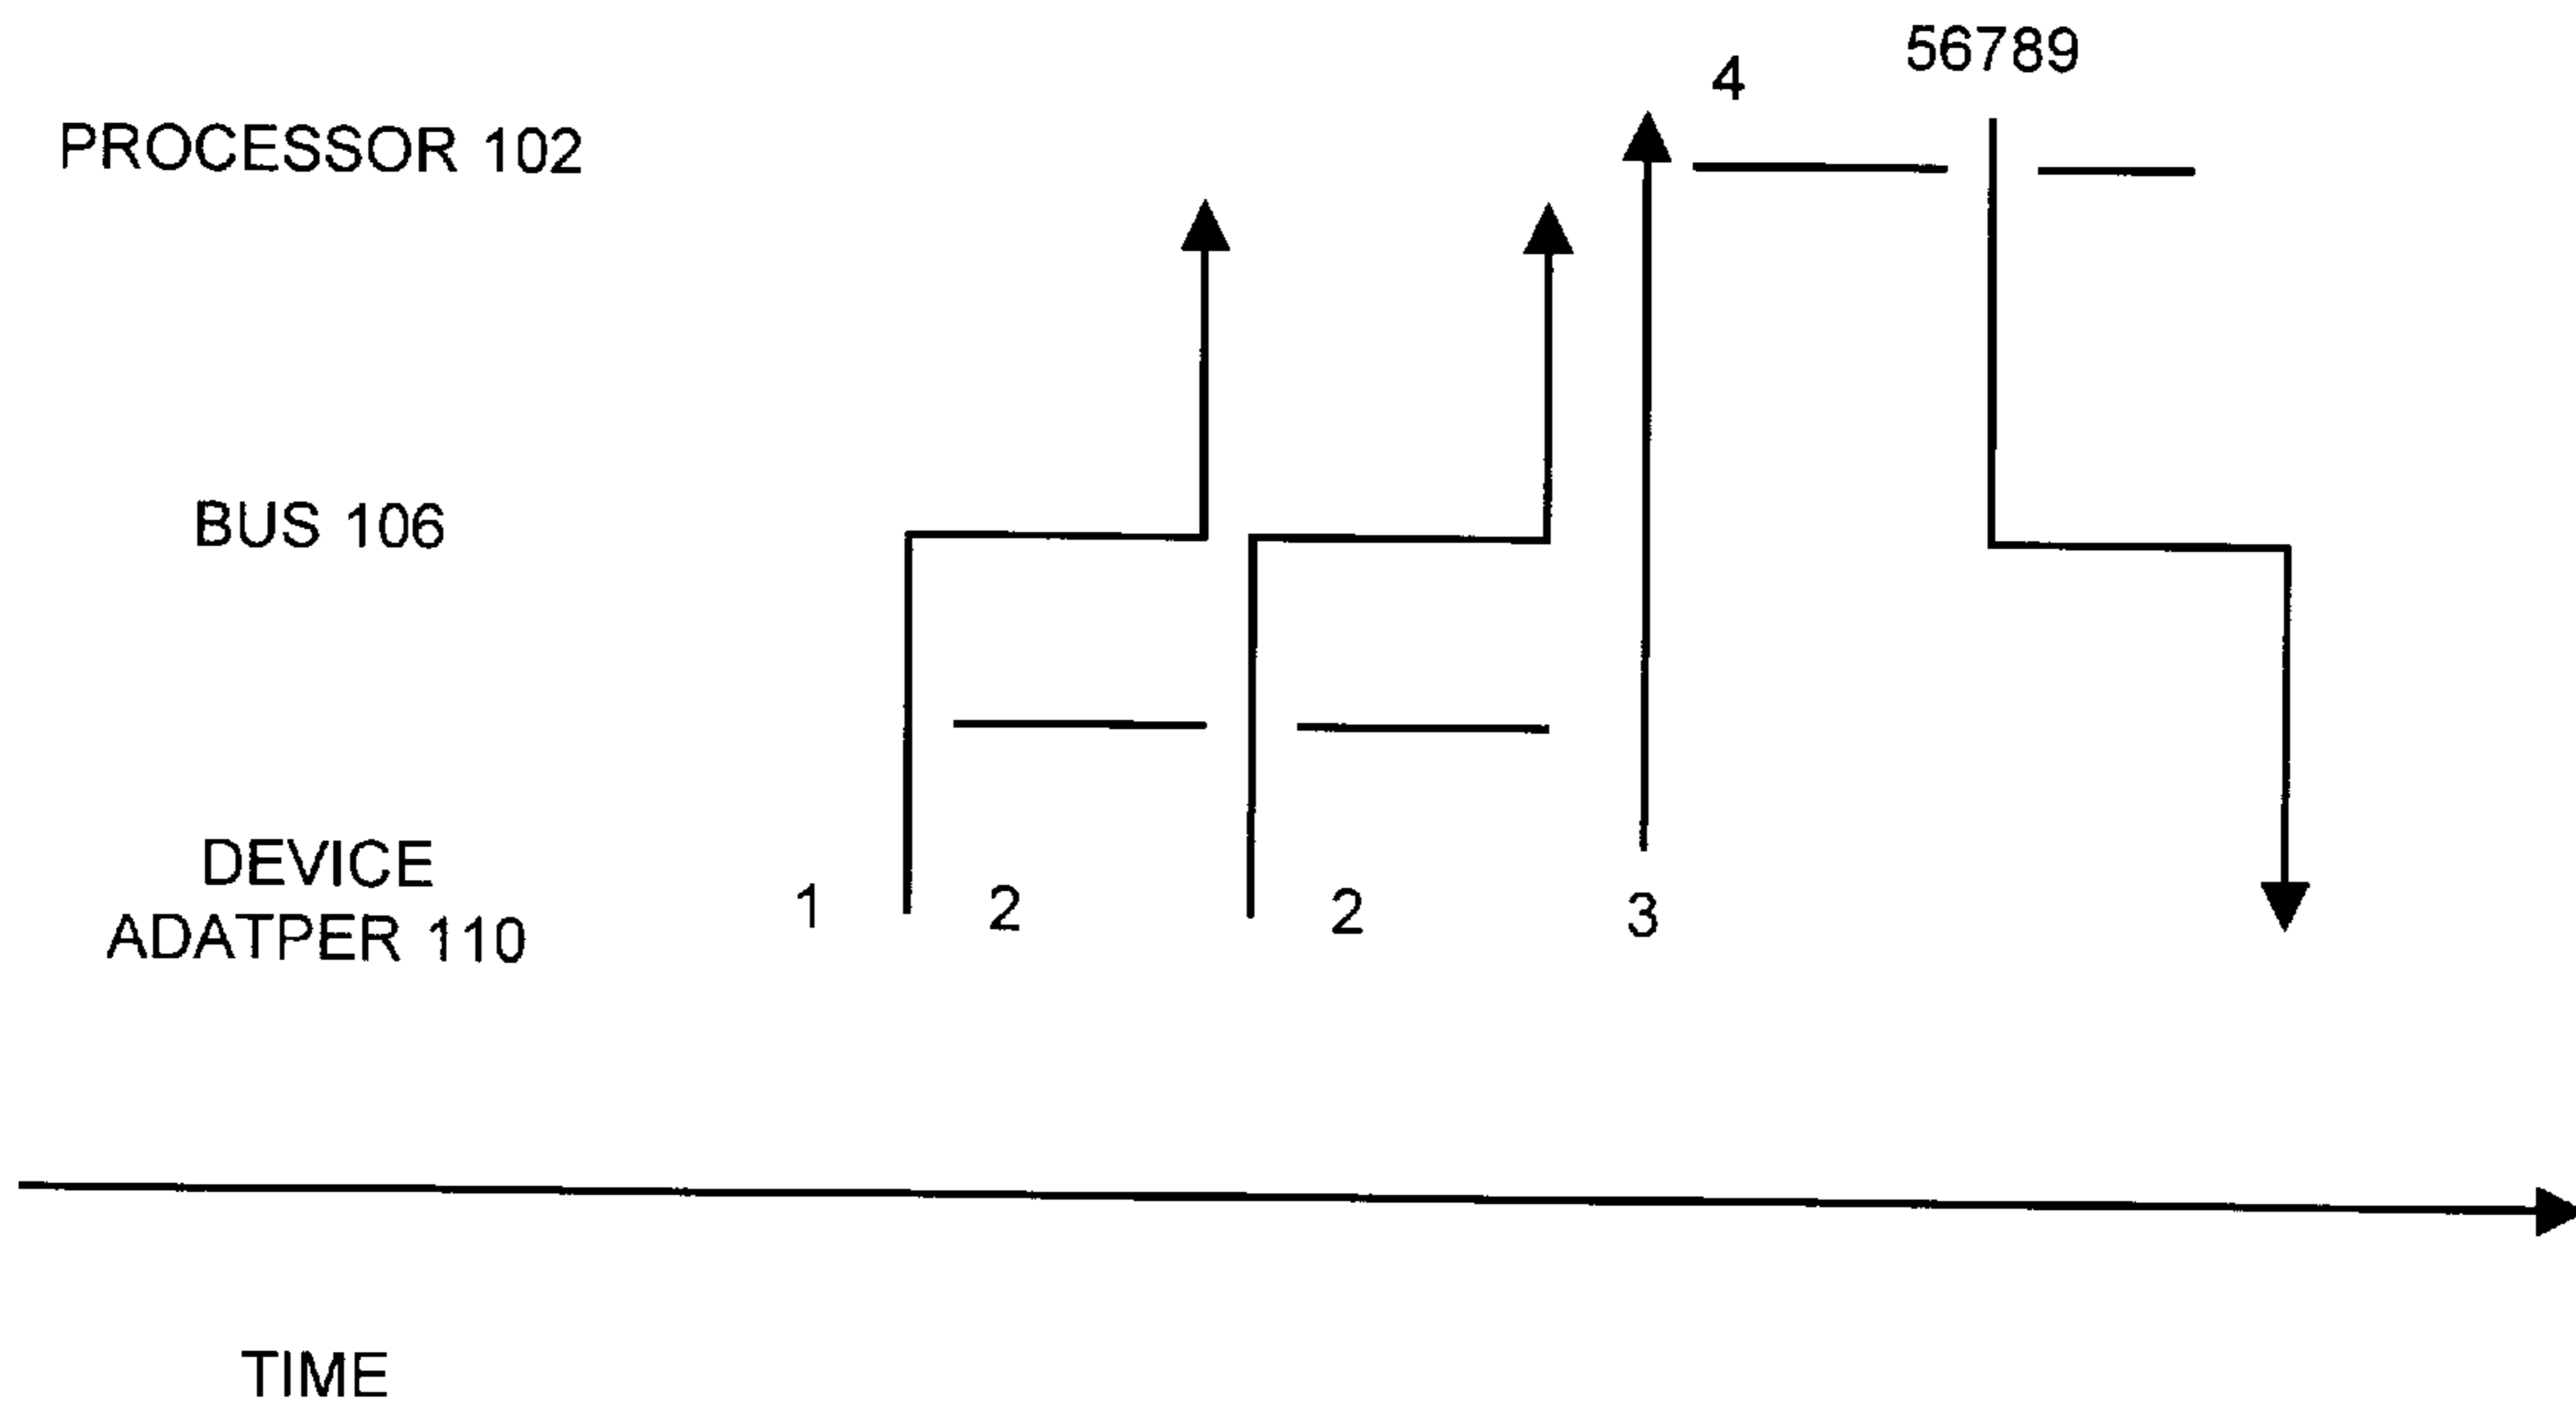 56789
4
PROCESSOR 102
BUS 106
DEVICE
ADATPER 110
1
2
2
3
TIME